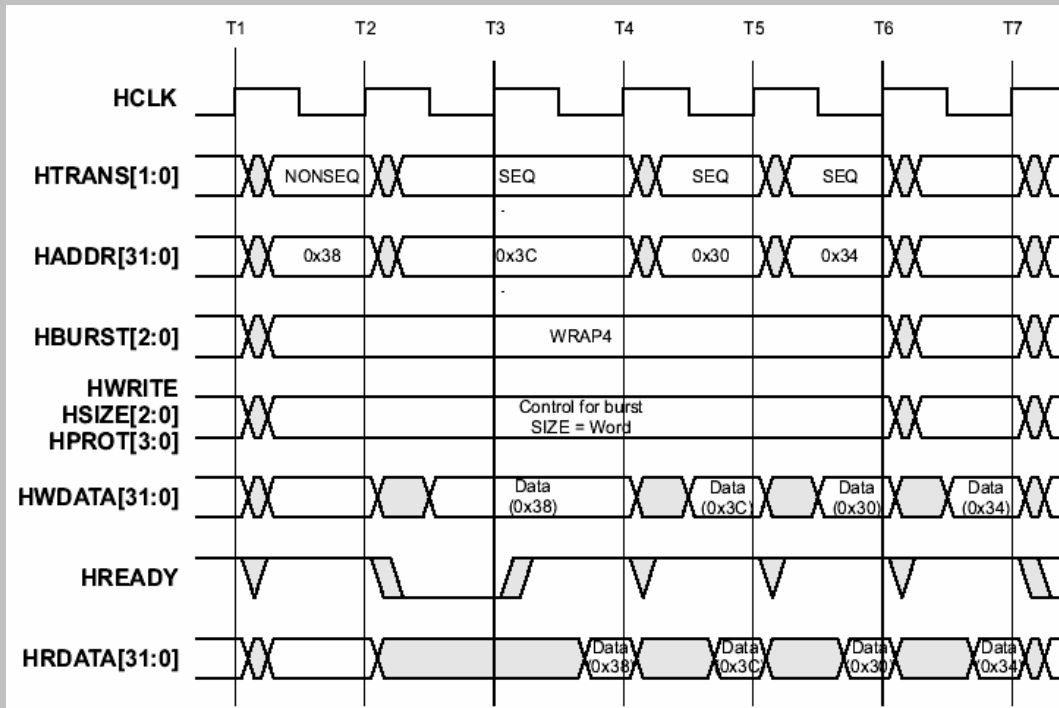 T1 T2 T3 T4 T5 T6 T7
HCLK
HTRANS[1:0] NONSEQ SEQ SEQ SEQ
HADDR[31:0] 0x38 0x3C 0x30 0x34
HBURST[2:0] WRAP4
HWRITE
HSIZE[2:0]
HPROT[3:0]
Control for burst
SIZE = Word
HWDATA[31:0]
Data
(0x38)
Data
(0x3C)
Data
(0x30)
Data
(0x34)
HREADY
HRDATA[31:0]
Data
(0x38)
Data
(0x3C)
Data
(0x30)
Data
(0x34)